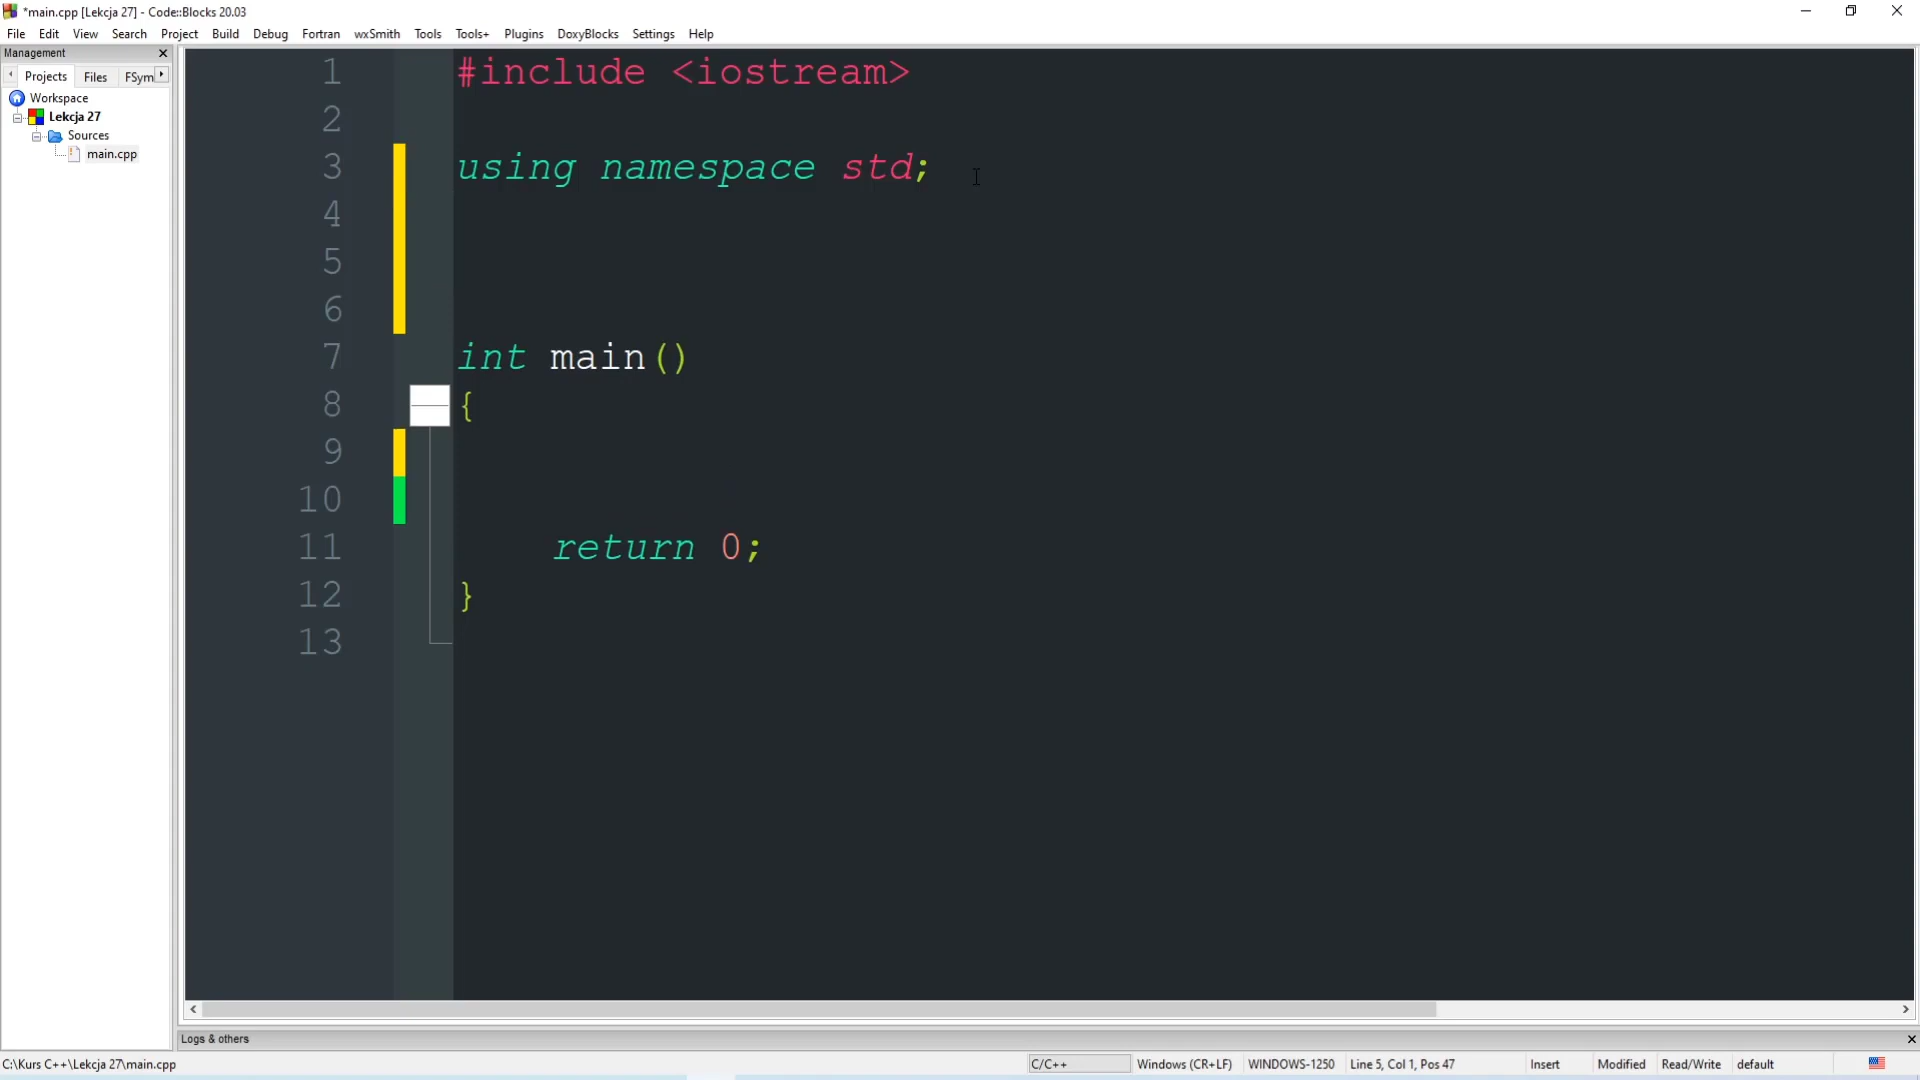 *main.cpp [Lekcja 27] - Code::Blocks 20.03
File Edit View Search Project Build Debug Fortran wxSmith Tools Tools+ Plugins DoxyBlocks Settings Help
Management
Projects Files FSym
Workspace
Lekcja 27
Sources
main.cpp
1 #include <iostream>
2
3 using namespace std;
4
5
6
7 int main()
8 {
9
10
11 return 0;
12 }
13
Logs & others
C:\Kurs C++\Lekcja 27\main.cpp C/C++ Windows (CR+LF) WINDOWS-1250 Line 5, Col 1, Pos 47 Insert Modified Read/Write default